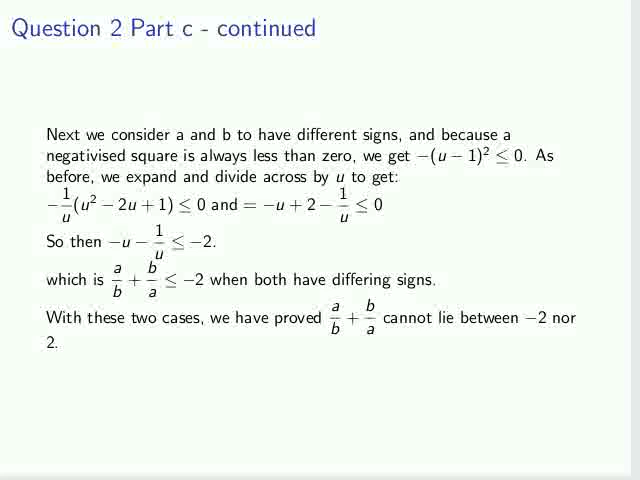 Question 2 Part c - continued
Next we consider a and b to have different signs, and because a
negativised square is always less than zero, we get −(u − 1)² ≤ 0. As
before, we expand and divide across by u to get:
−1/u(u² − 2u + 1) ≤ 0 and = −u + 2 − 1/u ≤ 0
So then −u − 1/u ≤ −2.
which is a/b + b/a ≤ −2 when both have differing signs.
With these two cases, we have proved a/b + b/a cannot lie between −2 nor
2.